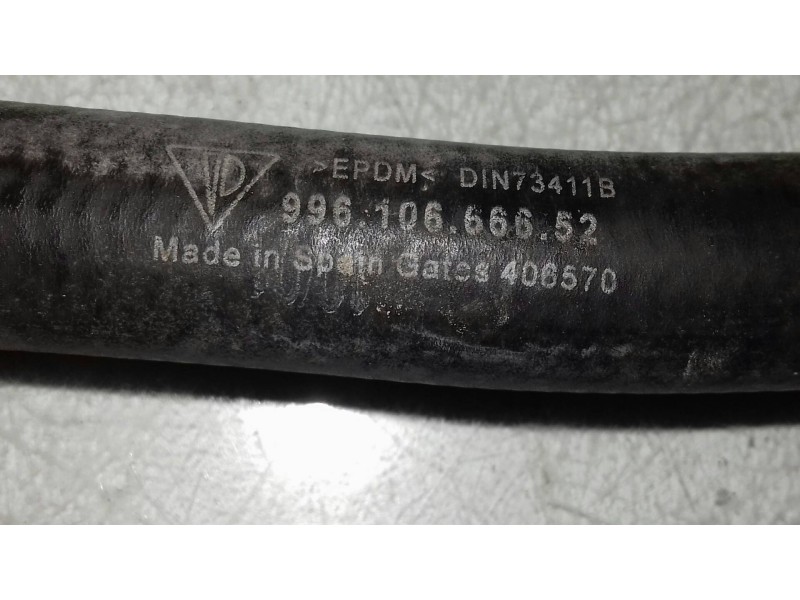 >EPDM< DIN73411B
996.106.666.52
Made in Spain Gates 406570